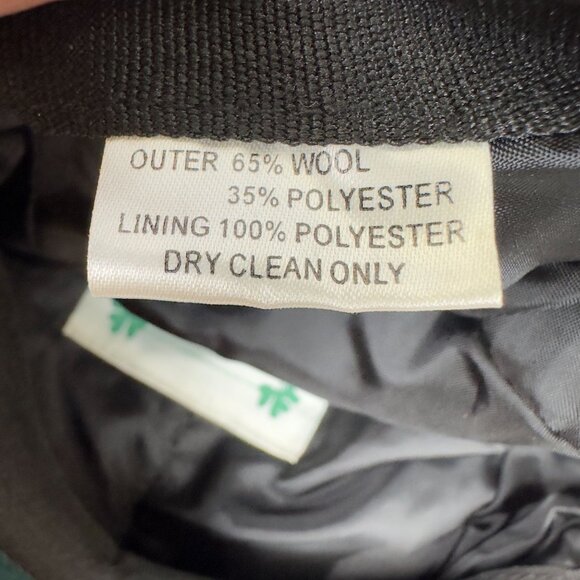 OUTER 65% WOOL
35% POLYESTER
LINING 100% POLYESTER
DRY CLEAN ONLY